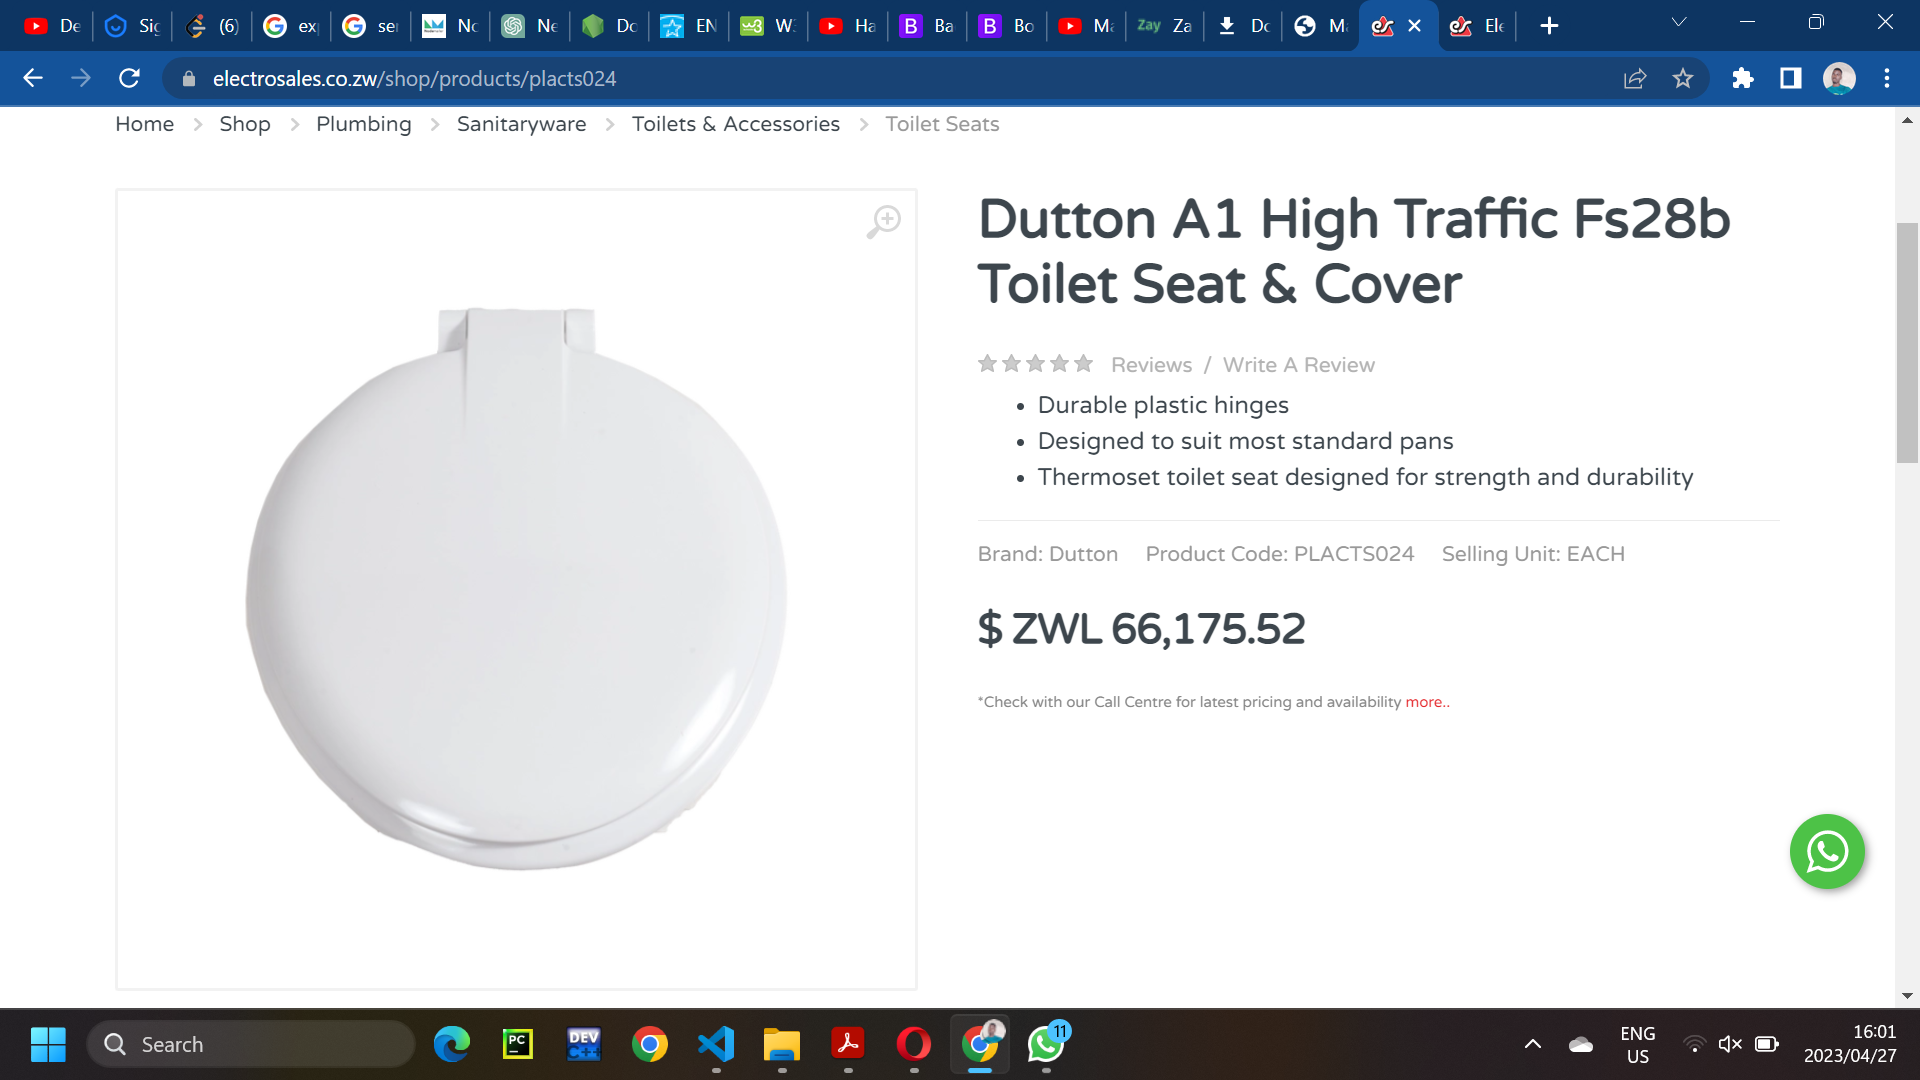 De
Sig
(6)
ex
se
No
Ne
Do
EN
W
Ha
Ba
Bo
Ma
Zay Za
Do
Ma
Ele
electrosales.co.zw/shop/products/placts024
Home > Shop > Plumbing > Sanitaryware > Toilets & Accessories > Toilet Seats
Dutton A1 High Traffic Fs28b
Toilet Seat & Cover
Reviews / Write A Review
• Durable plastic hinges
• Designed to suit most standard pans
• Thermoset toilet seat designed for strength and durability
Brand: Dutton Product Code: PLACTS024 Selling Unit: EACH
$ ZWL 66,175.52
*Check with our Call Centre for latest pricing and availability more..
Search
PC
DEV
C++
11
ENG
US
16:01
2023/04/27